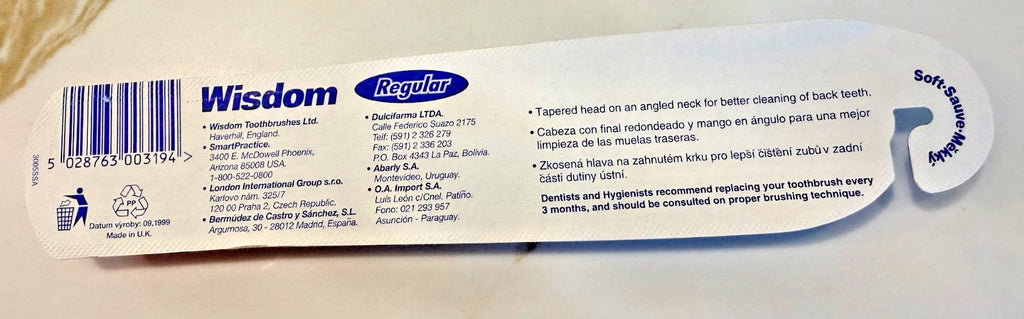 3006SSA
5 028763 003194 >
PP
Datum výroby: 09,1999
Made in U.K.
Wisdom
• Wisdom Toothbrushes Ltd.
Haverhill, England.
• SmartPractice.
3400 E. McDowell Phoenix,
Arizona 85008 USA.
1-800-522-0800
• London International Group s.r.o.
Karlovo nám. 325/7
120 00 Praha 2, Czech Republic.
• Bermúdez de Castro y Sánchez, S.L.
Argumosa, 30 - 28012 Madrid, España.
Regular
• Dulcifarma LTDA.
Calle Federico Suazo 2175
Telf: (591) 2 326 279
Fax: (591) 2 336 203
P.O. Box 4343 La Paz, Bolivia.
• Abarly S.A.
Montevideo, Uruguay.
• O.A. Import S.A.
Luís León c/Cnel. Patiño.
Fono: 021 293 957
Asunción - Paraguay.
• Tapered head on an angled neck for better cleaning of back teeth.
• Cabeza con final redondeado y mango en ángulo para una mejor
limpieza de las muelas traseras.
• Zkosená hlava na zahnutém krku pro lepší čištění zubů v zadní
části dutiny ústní.
Dentists and Hygienists recommend replacing your toothbrush every
3 months, and should be consulted on proper brushing technique.
Soft·Sauve·Měkký